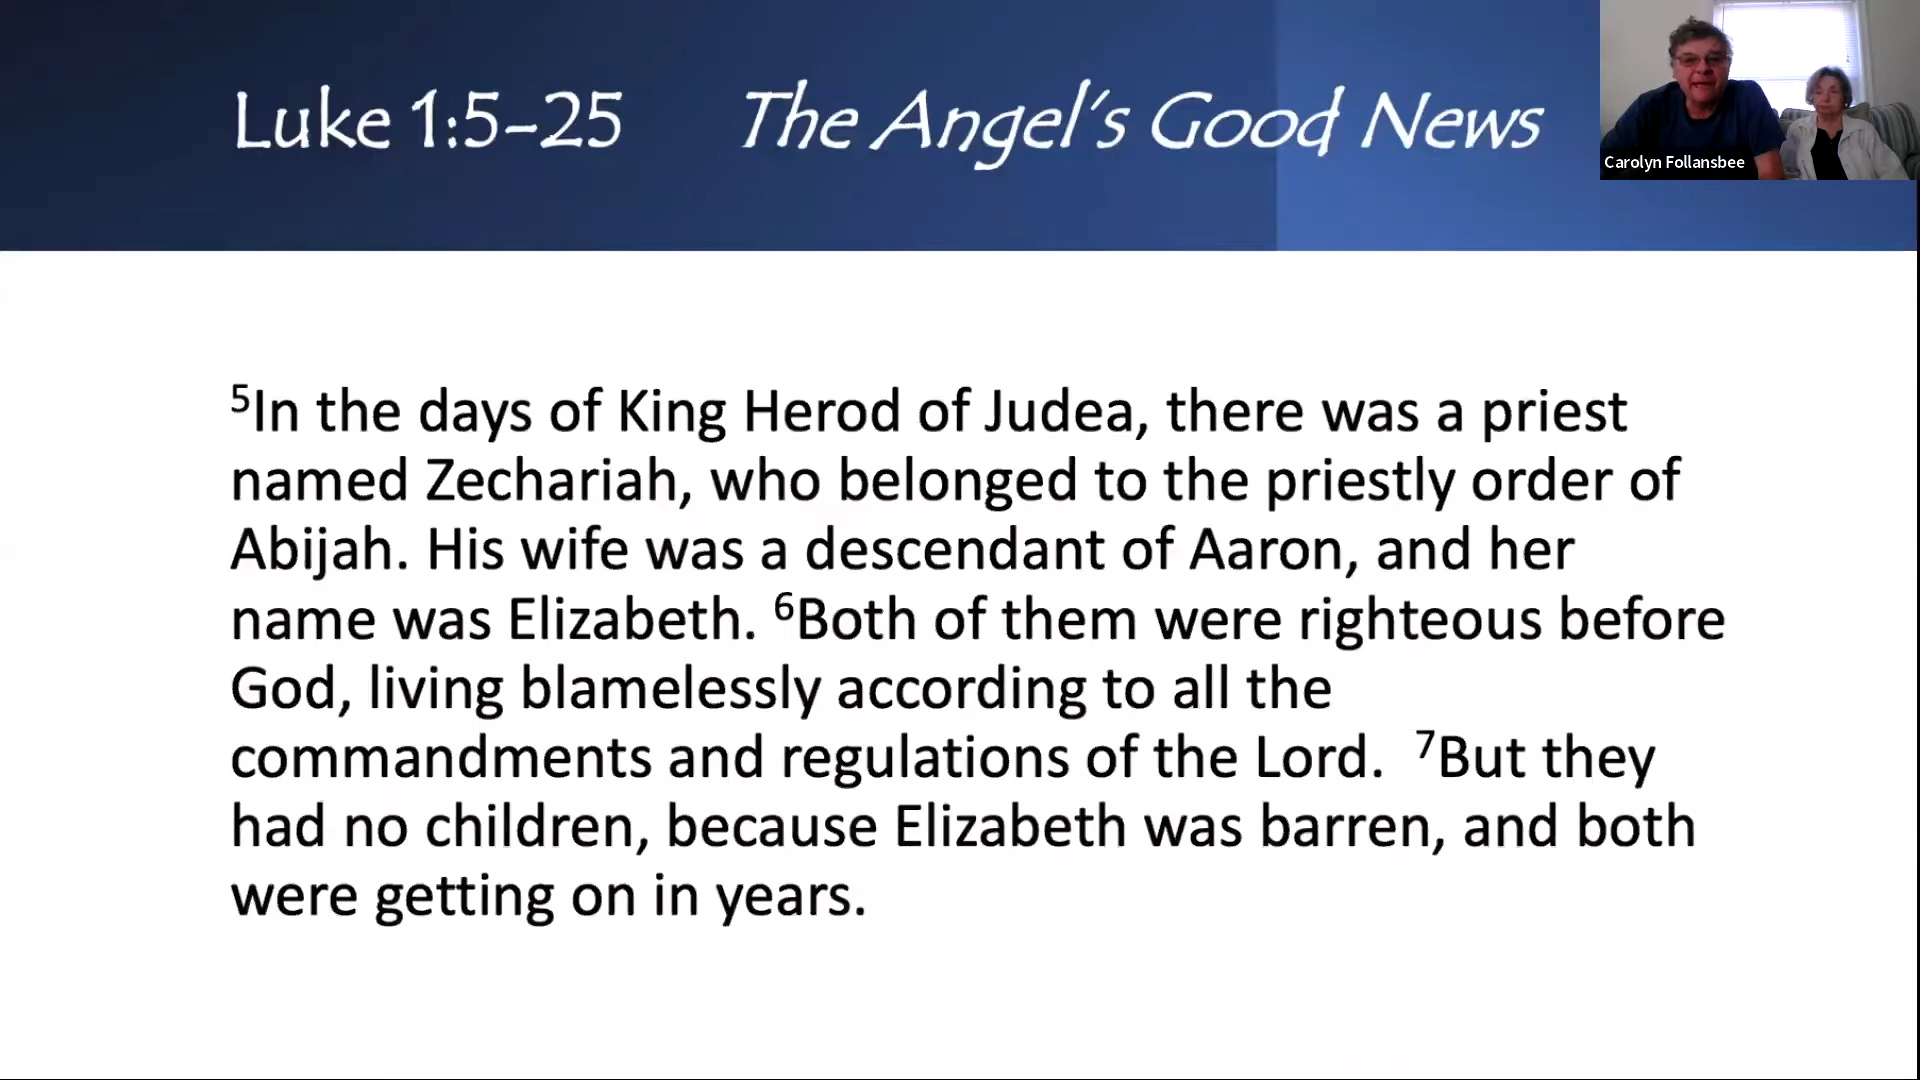 Luke 1:5–25 The Angel's Good News
Carolyn Follansbee
5In the days of King Herod of Judea, there was a priest
named Zechariah, who belonged to the priestly order of
Abijah. His wife was a descendant of Aaron, and her
name was Elizabeth. 6Both of them were righteous before
God, living blamelessly according to all the
commandments and regulations of the Lord. 7But they
had no children, because Elizabeth was barren, and both
were getting on in years.